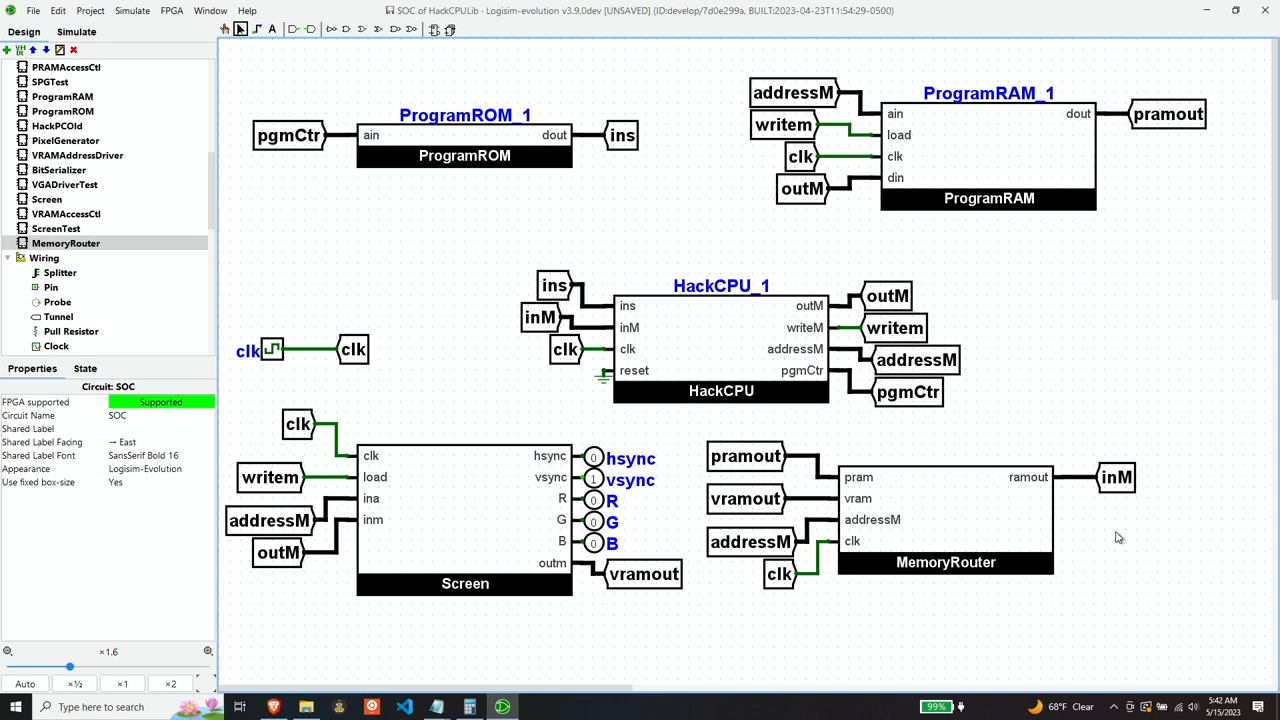 SOC of HackCPULib - Logisim-evolution v3.9.0dev [UNSAVED] (ID:develop/7d0e299a, BUILT:2023-04-23T11:54:29-0500)
File Edit Project Simulate FPGA Window Help
Design Simulate
PRAMAccessCtl
SPGTest
ProgramRAM
ProgramROM
HackPCOld
PixelGenerator
VRAMAddressDriver
BitSerializer
VGADriverTest
Screen
VRAMAccessCtl
ScreenTest
MemoryRouter
Wiring
Splitter
Pin
Probe
Tunnel
Pull Resistor
Clock
Properties State
Circuit: SOC
FPGA supported Supported
Circuit Name SOC
Shared Label
Shared Label Facing → East
Shared Label Font SansSerif Bold 16
Appearance Logisim-Evolution
Use fixed box-size Yes
×1.6
Auto ×½ ×1 ×2
ProgramROM_1
pgmCtr ain dout ins
ProgramROM
ProgramRAM_1
addressM ain dout pramout
writem load
clk clk
outM din
ProgramRAM
HackCPU_1
ins ins outM outM
inM inM writeM writem
clk clk addressM addressM
reset pgmCtr pgmCtr
HackCPU
clk clk
clk clk hsync 0 hsync
writem load vsync 1 vsync
addressM ina R 0 R
outM inm G 0 G
B 0 B
outm vramout
Screen
pramout pram ramout inM
vramout vram
addressM addressM
clk clk
MemoryRouter
Type here to search
99%
68°F Clear
5:42 AM
5/15/2023